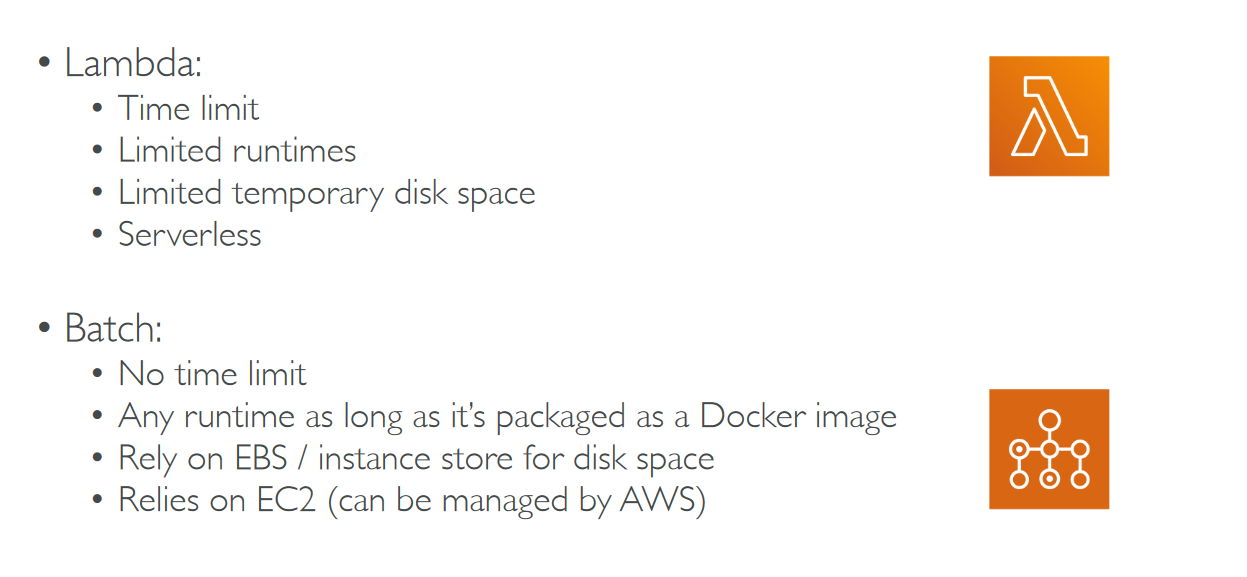 • Lambda:
• Time limit
• Limited runtimes
• Limited temporary disk space
• Serverless
• Batch:
• No time limit
• Any runtime as long as it’s packaged as a Docker image
• Rely on EBS / instance store for disk space
• Relies on EC2 (can be managed by AWS)